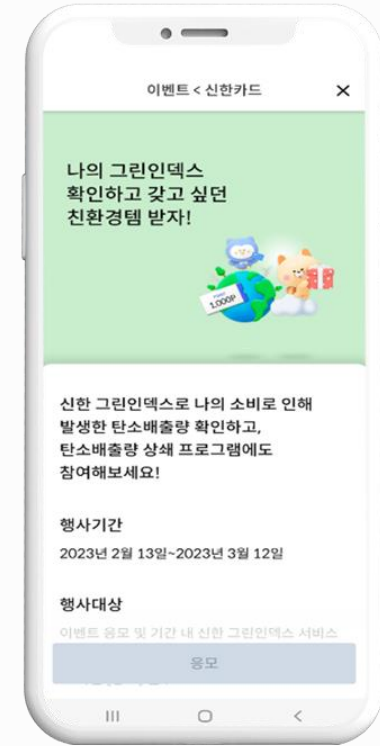 이벤트 < 신한카드
나의 그린인덱스
확인하고 갖고 싶던
친환경템 받자!
1,000P
신한 그린인덱스로 나의 소비로 인해
발생한 탄소배출량 확인하고,
탄소배출량 상쇄 프로그램에도
참여해보세요!
행사기간
2023년 2월 13일~2023년 3월 12일
행사대상
이벤트 응모 및 기간 내 신한 그린인덱스 서비스
응모